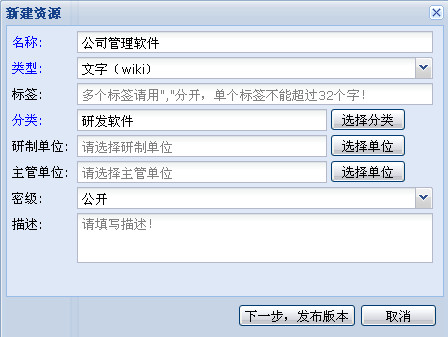 新建资源
名称: 公司管理软件
类型: 文字（wiki）
标签: 多个标签请用","分开，单个标签不能超过32个字！
分类: 研发软件 选择分类
研制单位: 请选择研制单位 选择单位
主管单位: 请选择主管单位 选择单位
密级: 公开
描述: 请填写描述！
下一步，发布版本 取消